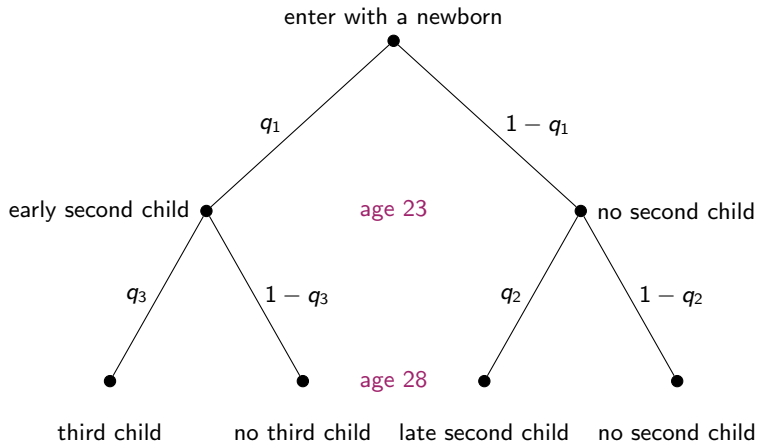 enter with a newborn
q₁
1 − q₁
early second child
age 23
no second child
q₃
1 − q₃
q₂
1 − q₂
age 28
third child
no third child
late second child
no second child